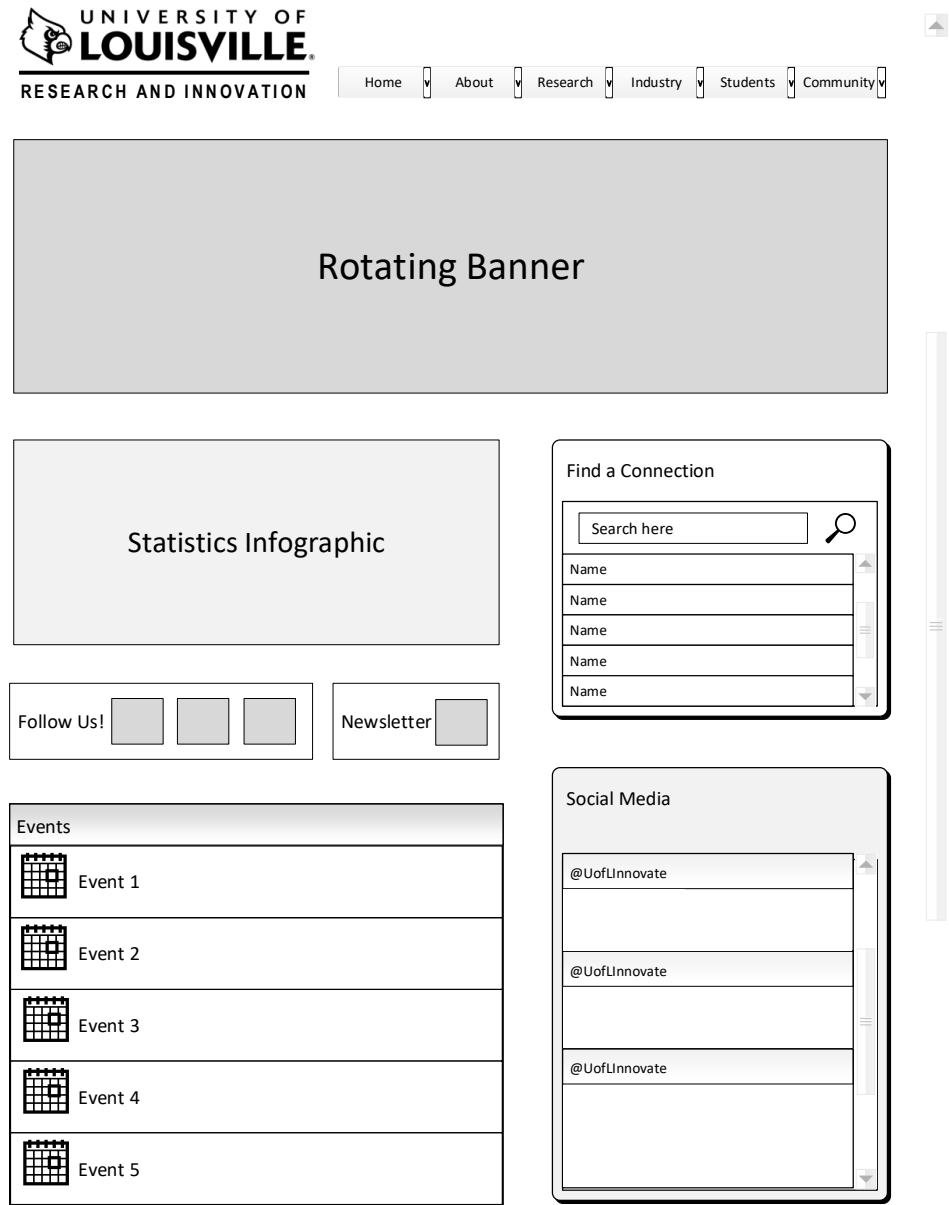 UNIVERSITY OF
LOUISVILLE.
RESEARCH AND INNOVATION
Home v About v Research v Industry v Students v Community v
Rotating Banner
Statistics Infographic
Find a Connection
Search here
Name
Name
Name
Name
Name
Follow Us!
Newsletter
Events
Event 1
Event 2
Event 3
Event 4
Event 5
Social Media
@UofLInnovate
@UofLInnovate
@UofLInnovate